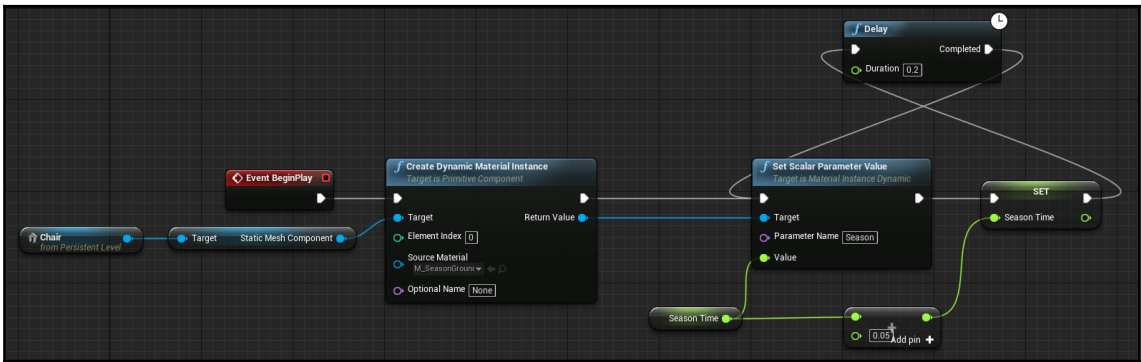 Delay
Completed
Duration 0.2
Event BeginPlay
Create Dynamic Material Instance
Target is Primitive Component
Target Return Value
Element Index 0
Source Material
M_SeasonGround
Optional Name None
Set Scalar Parameter Value
Target is Material Instance Dynamic
Target
Parameter Name Season
Value
SET
Season Time
Chair
from Persistent Level
Target Static Mesh Component
Season Time
0.05 Add pin